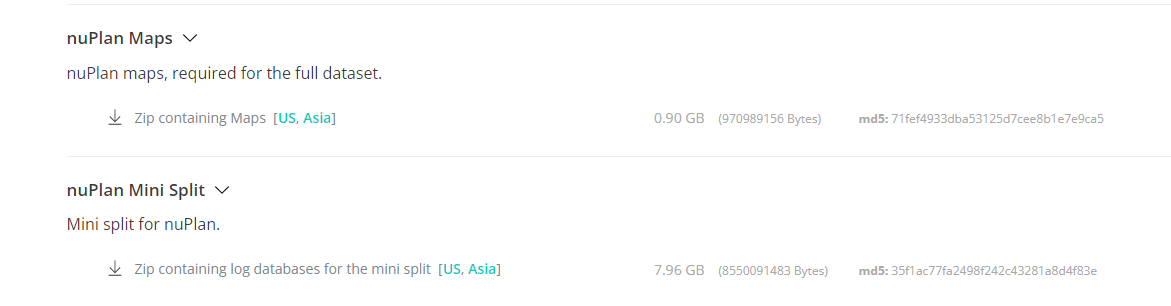 nuPlan Maps
nuPlan maps, required for the full dataset.
Zip containing Maps [US, Asia] 0.90 GB (970989156 Bytes) md5: 71fef4933dba53125d7cee8b1e7e9ca5
nuPlan Mini Split
Mini split for nuPlan.
Zip containing log databases for the mini split [US, Asia] 7.96 GB (8550091483 Bytes) md5: 35f1ac77fa2498f242c43281a8d4f83e